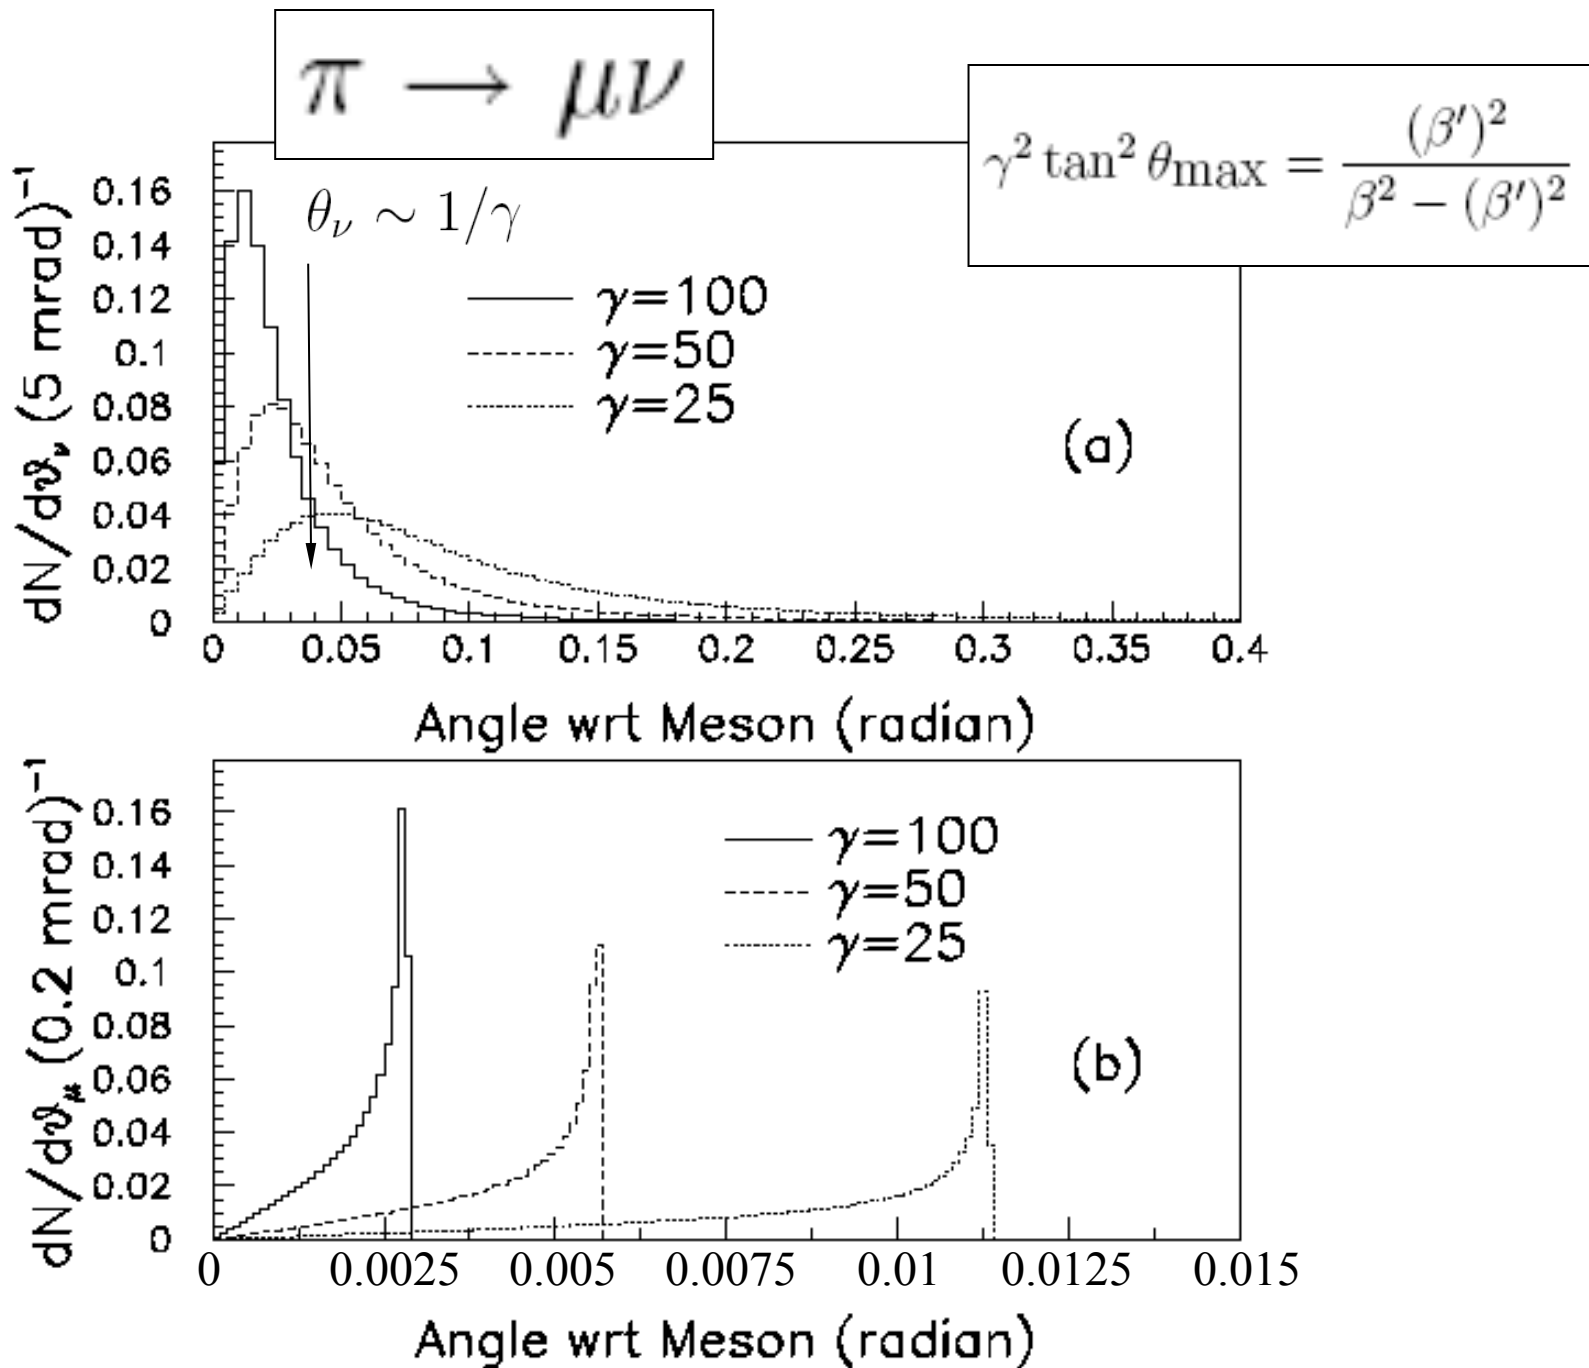 π → μν
γ² tan² θmax = (β′)² / β² − (β′)²
θν ∼ 1/γ
dN/dϑν (5 mrad)⁻¹
0.16
0.14
0.12
0.1
0.08
0.06
0.04
0.02
0
γ=100
γ=50
γ=25
(a)
0 0.05 0.1 0.15 0.2 0.25 0.3 0.35 0.4
Angle wrt Meson (radian)
dN/dϑμ (0.2 mrad)⁻¹
0.16
0.14
0.12
0.1
0.08
0.06
0.04
0.02
0
γ=100
γ=50
γ=25
(b)
0 0.0025 0.005 0.0075 0.01 0.0125 0.015
Angle wrt Meson (radian)